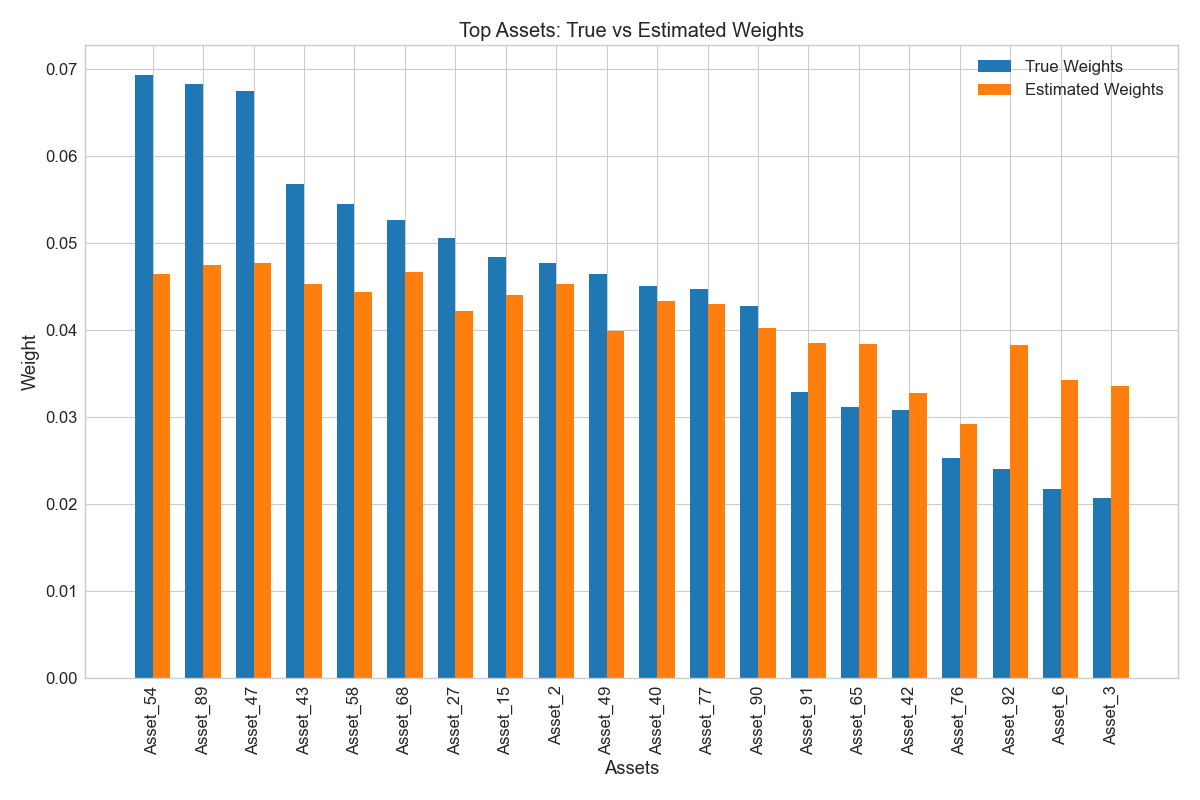 Top Assets: True vs Estimated Weights
True Weights
Estimated Weights
Weight
0.07
0.06
0.05
0.04
0.03
0.02
0.01
0.00
Asset_54
Asset_89
Asset_47
Asset_43
Asset_58
Asset_68
Asset_27
Asset_15
Asset_2
Asset_49
Asset_40
Asset_77
Asset_90
Asset_91
Asset_65
Asset_42
Asset_76
Asset_92
Asset_6
Asset_3
Assets